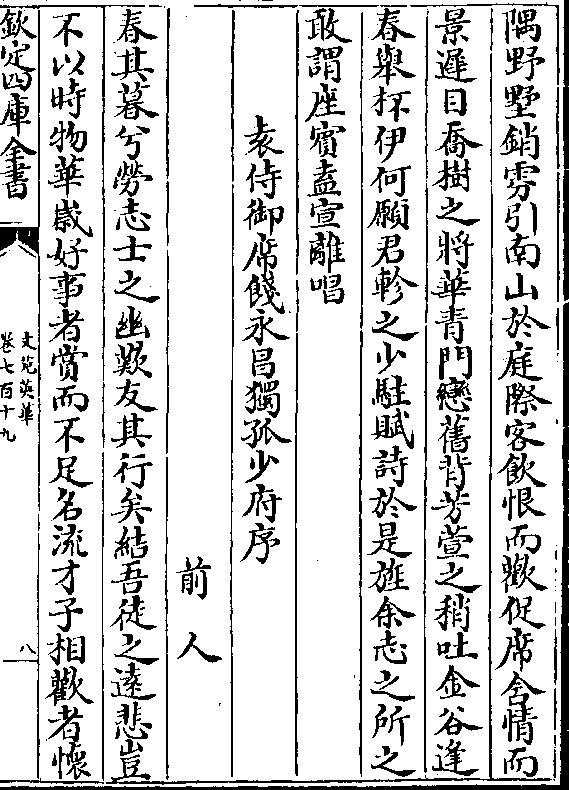 隅野墅銷雰引南山於庭際客飲恨而歡促席含情而
景遲日喬樹之將華青門戀舊背芳萱之稍吐金谷逢
春舉杯伊何願君軫之少駐賦詩於是旌余志之所之
敢謂座賓盍宣離唱
袁侍御席餞永昌獨孤少府序
前人
春其暮兮勞志士之幽歎友其行矣結吾徒之遠悲豈
不以時物華歲好事者賞而不足名流才子相歡者懷
欽定四庫全書
文苑英華
卷七百十九
八